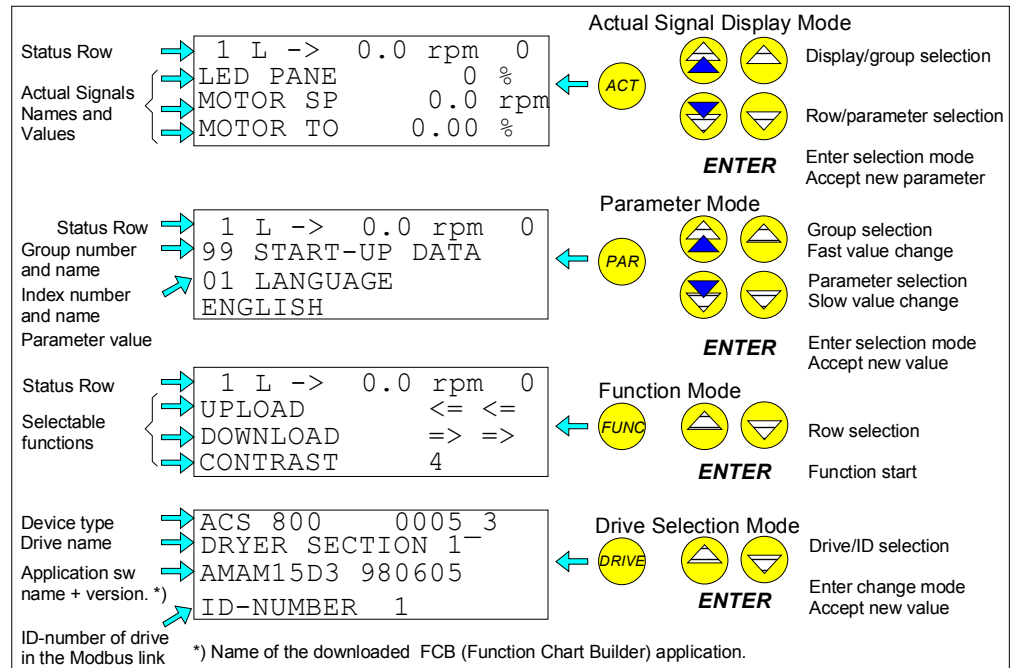 Actual Signal Display Mode
Status Row
1 L -> 0.0 rpm 0
Display/group selection
Actual Signals
Names and
Values
LED PANE 0 %
MOTOR SP 0.0 rpm
MOTOR TO 0.00 %
ACT
Row/parameter selection
ENTER
Enter selection mode
Accept new parameter
Parameter Mode
Status Row
1 L -> 0.0 rpm 0
Group number
and name
99 START-UP DATA
Index number
and name
01 LANGUAGE
Parameter value
ENGLISH
PAR
Group selection
Fast value change
Parameter selection
Slow value change
ENTER
Enter selection mode
Accept new value
Function Mode
Status Row
1 L -> 0.0 rpm 0
Selectable
functions
UPLOAD <= <=
DOWNLOAD => =>
CONTRAST 4
FUNC
Row selection
ENTER
Function start
Drive Selection Mode
Device type
ACS 800 0005_3
Drive name
DRYER SECTION 1
Application sw
name + version. *)
AMAM15D3 980605
ID-NUMBER 1
DRIVE
Drive/ID selection
ENTER
Enter change mode
Accept new value
ID-number of drive
in the Modbus link
*) Name of the downloaded FCB (Function Chart Builder) application.